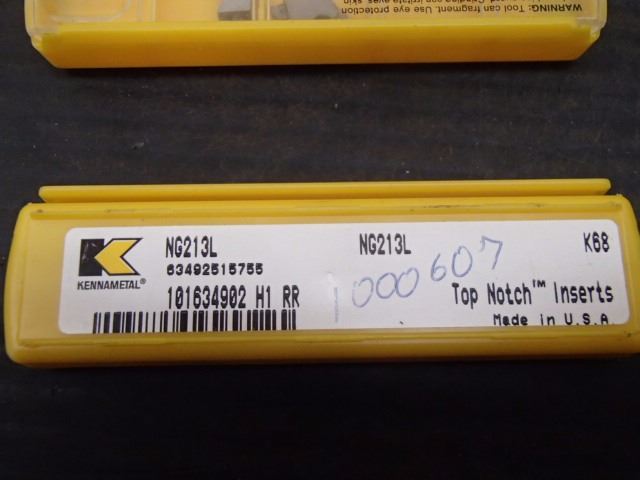 WARNING: Tool can fragment. Use eye protection
NG213L NG213L K68
63492515755
KENNAMETAL®
101634902 H1 RR
1000607
Top Notch™ Inserts
Made in U.S.A